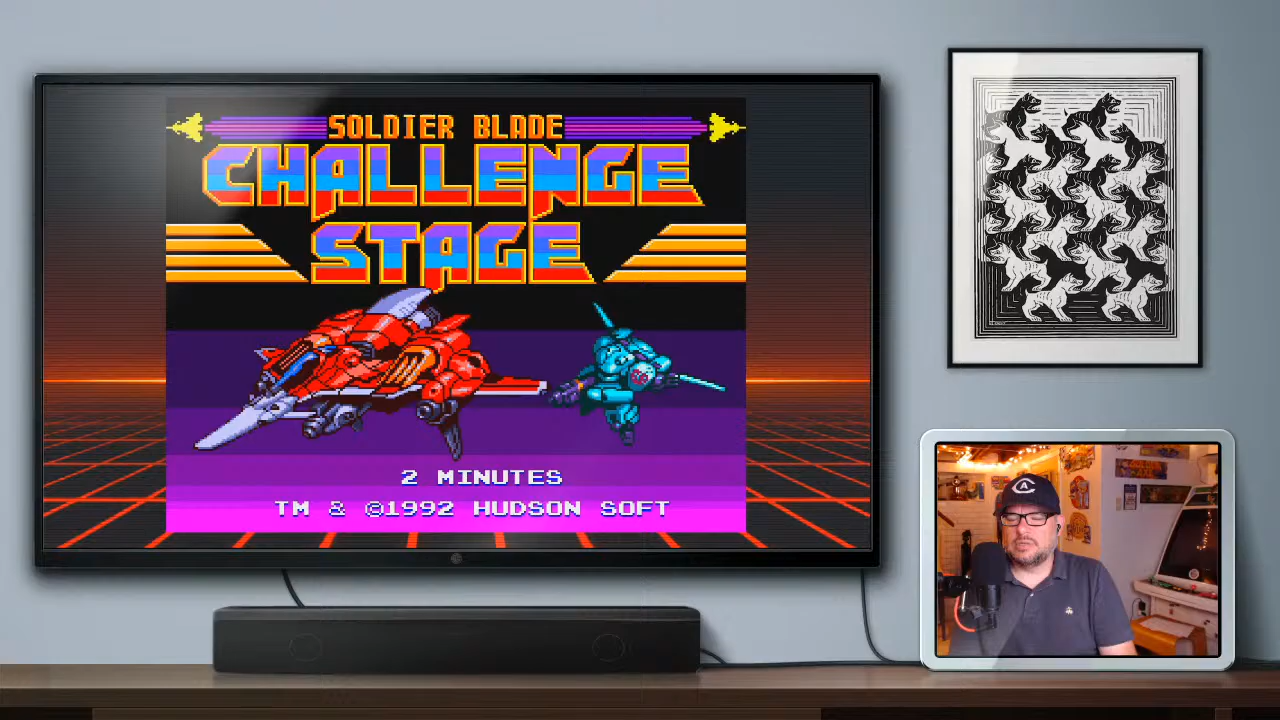 SOLDIER BLADE
CHALLENGE
STAGE
2 MINUTES
TM & ©1992 HUDSON SOFT